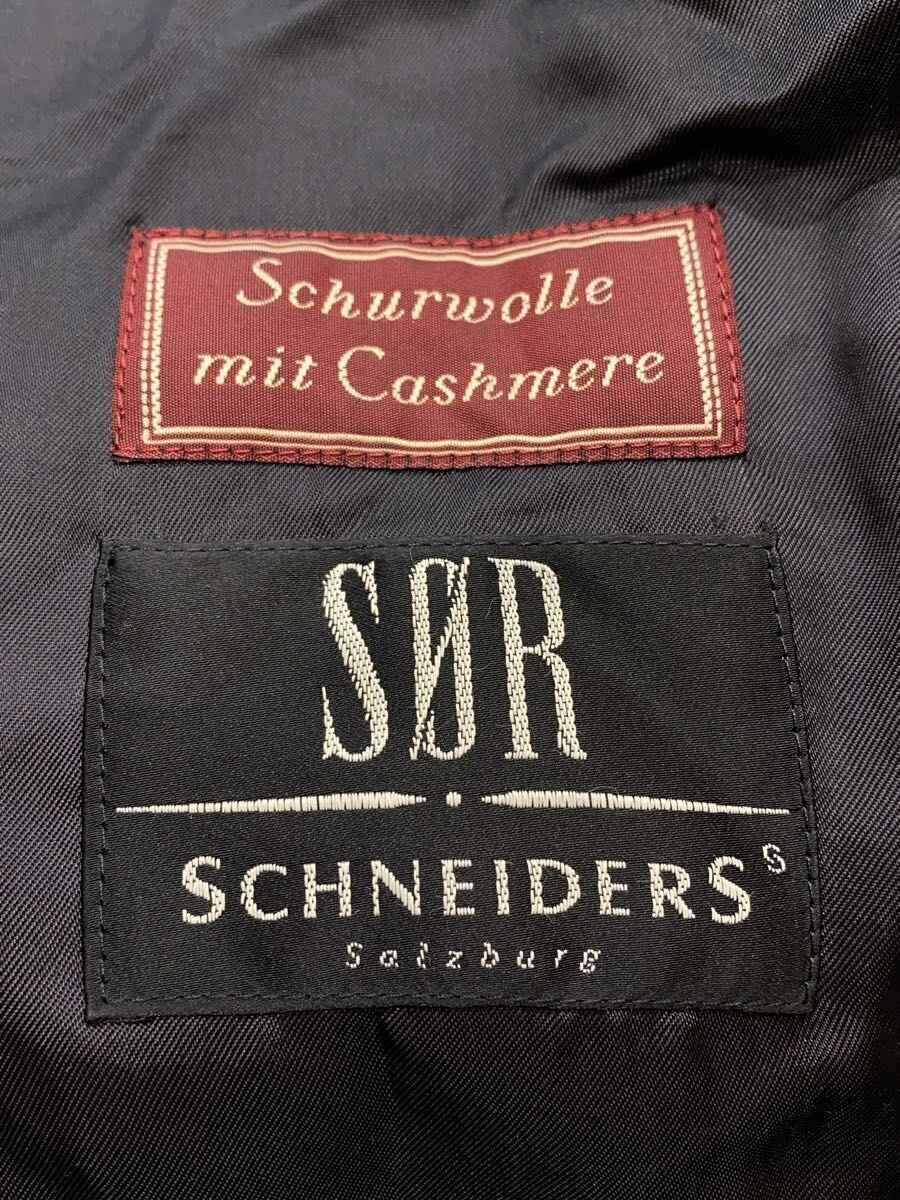 Schurwolle
mit Cashmere
SØR
SCHNEIDERS S
Salzburg